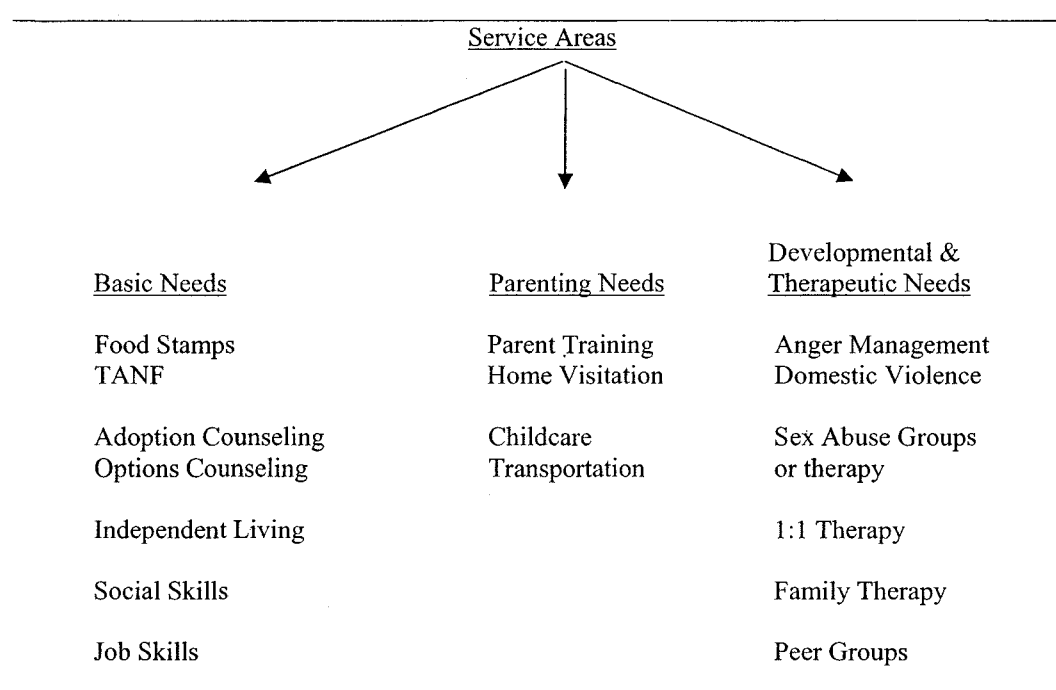 Service Areas
Basic Needs
Food Stamps
TANF
Adoption Counseling
Options Counseling
Independent Living
Social Skills
Job Skills
Parenting Needs
Parent Training
Home Visitation
Childcare
Transportation
Developmental &
Therapeutic Needs
Anger Management
Domestic Violence
Sex Abuse Groups
or therapy
1:1 Therapy
Family Therapy
Peer Groups